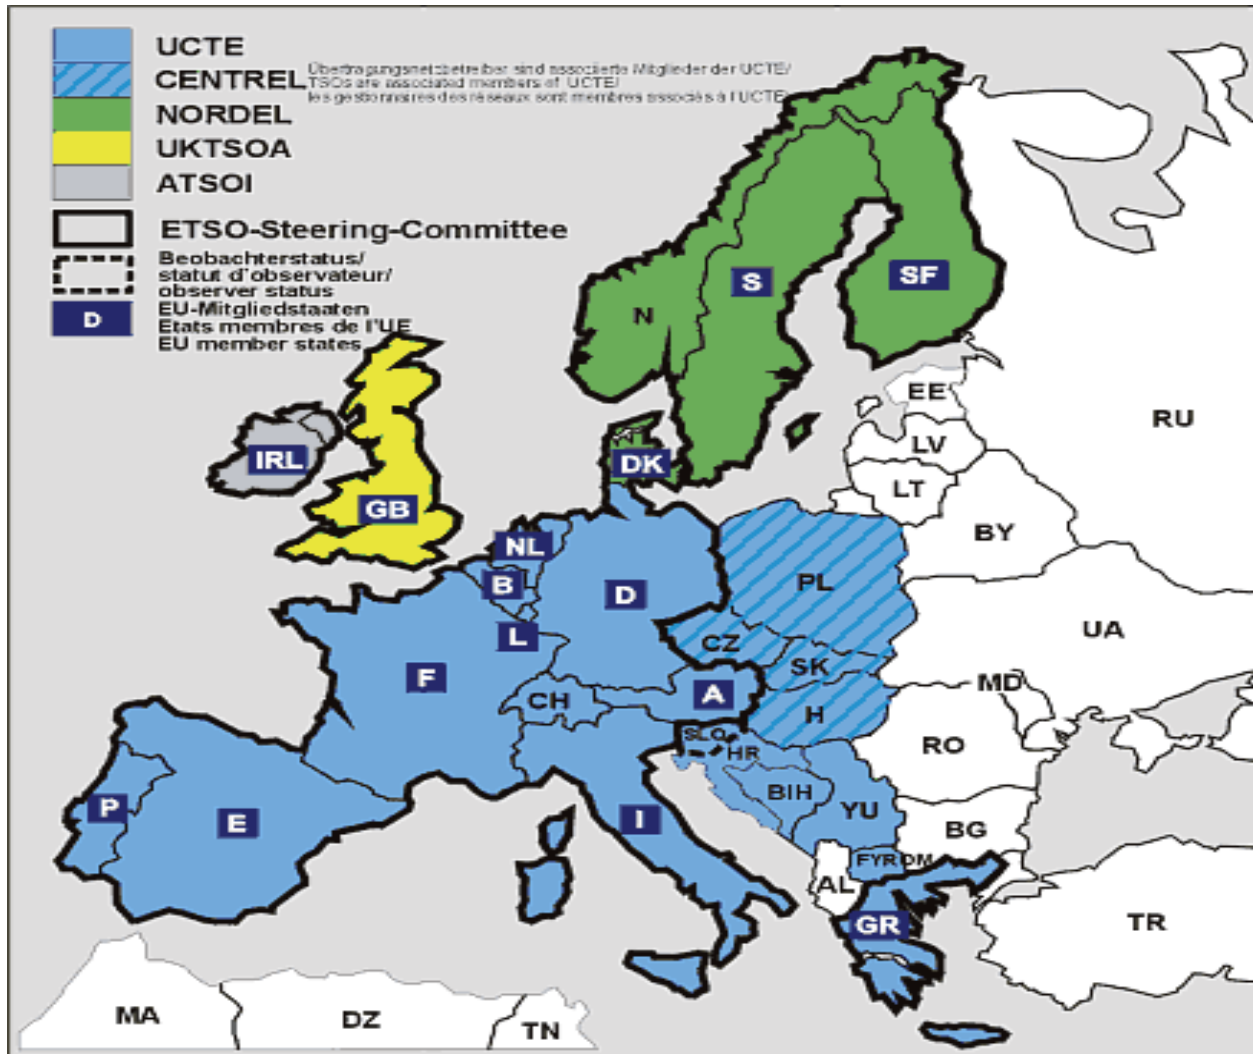 UCTE
CENTREL
Übertragungsnetzbetreiber sind assoziierte Mitglieder der UCTE/
TSOs are associated members of UCTE/
les gestionnaires des réseaux sont membres associés à l'UCTE
NORDEL
UKTSOA
ATSOI
ETSO-Steering-Committee
Beobachterstatus/
statut d'observateur/
observer status
D
EU-Mitgliedstaaten
Etats membres de l'UE
EU member states
N
S
SF
EE
RU
LV
LT
IRL
DK
GB
BY
NL
B
D
PL
L
CZ
SK
UA
F
CH
A
H
MD
SLO
HR
RO
BIH
YU
P
E
I
BG
FYROM
AL
GR
TR
MA
DZ
TN